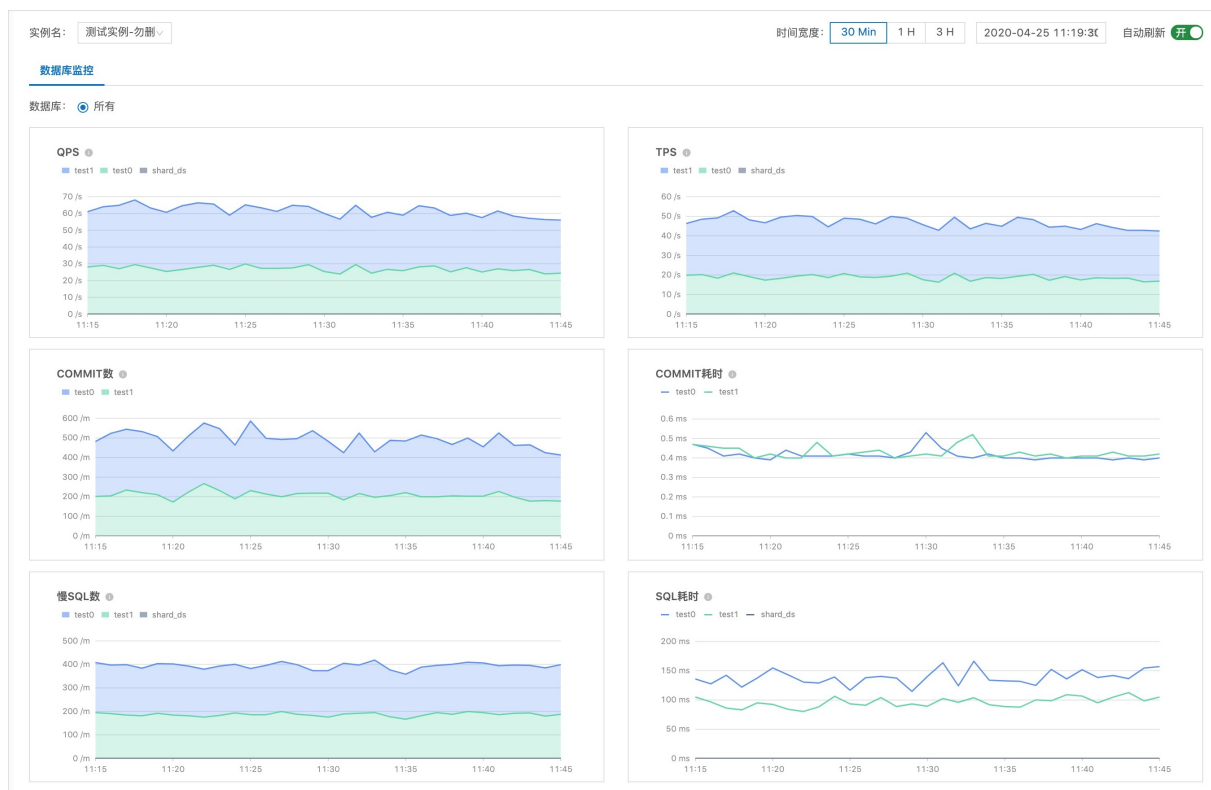 实例名： 测试实例-勿删 时间宽度： 30 Min 1 H 3 H 2020-04-25 11:19:30 自动刷新 开
数据库监控
数据库： 所有
QPS
test1 test0 shard_ds
70 /s
60 /s
50 /s
40 /s
30 /s
20 /s
10 /s
0 /s
11:15 11:20 11:25 11:30 11:35 11:40 11:45
TPS
test1 test0 shard_ds
60 /s
50 /s
40 /s
30 /s
20 /s
10 /s
0 /s
11:15 11:20 11:25 11:30 11:35 11:40 11:45
COMMIT数
test0 test1
600 /m
500 /m
400 /m
300 /m
200 /m
100 /m
0 /m
11:15 11:20 11:25 11:30 11:35 11:40 11:45
COMMIT耗时
test0 test1
0.6 ms
0.5 ms
0.4 ms
0.3 ms
0.2 ms
0.1 ms
0 ms
11:15 11:20 11:25 11:30 11:35 11:40 11:45
慢SQL数
test0 test1 shard_ds
500 /m
400 /m
300 /m
200 /m
100 /m
0 /m
11:15 11:20 11:25 11:30 11:35 11:40 11:45
SQL耗时
test0 test1 shard_ds
200 ms
150 ms
100 ms
50 ms
0 ms
11:15 11:20 11:25 11:30 11:35 11:40 11:45